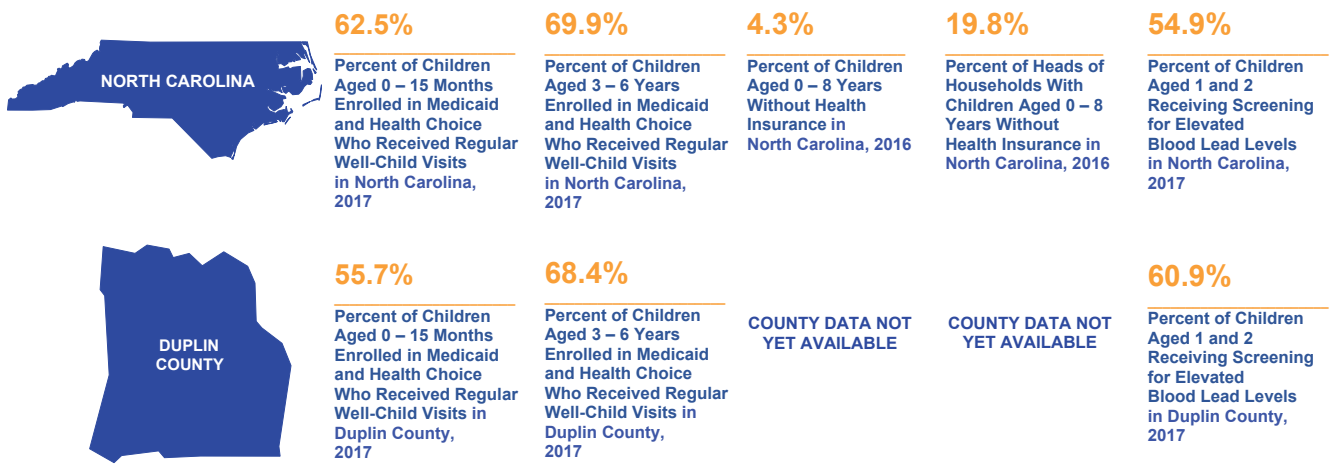 NORTH CAROLINA
62.5%
Percent of Children
Aged 0 – 15 Months
Enrolled in Medicaid
and Health Choice
Who Received Regular
Well-Child Visits
in North Carolina,
2017
69.9%
Percent of Children
Aged 3 – 6 Years
Enrolled in Medicaid
and Health Choice
Who Received Regular
Well-Child Visits
in North Carolina,
2017
4.3%
Percent of Children
Aged 0 – 8 Years
Without Health
Insurance in
North Carolina, 2016
19.8%
Percent of Heads of
Households With
Children Aged 0 – 8
Years Without
Health Insurance in
North Carolina, 2016
54.9%
Percent of Children
Aged 1 and 2
Receiving Screening
for Elevated
Blood Lead Levels
in North Carolina,
2017
DUPLIN
COUNTY
55.7%
Percent of Children
Aged 0 – 15 Months
Enrolled in Medicaid
and Health Choice
Who Received Regular
Well-Child Visits in
Duplin County,
2017
68.4%
Percent of Children
Aged 3 – 6 Years
Enrolled in Medicaid
and Health Choice
Who Received Regular
Well-Child Visits in
Duplin County,
2017
COUNTY DATA NOT
YET AVAILABLE
COUNTY DATA NOT
YET AVAILABLE
60.9%
Percent of Children
Aged 1 and 2
Receiving Screening
for Elevated
Blood Lead Levels
in Duplin County,
2017